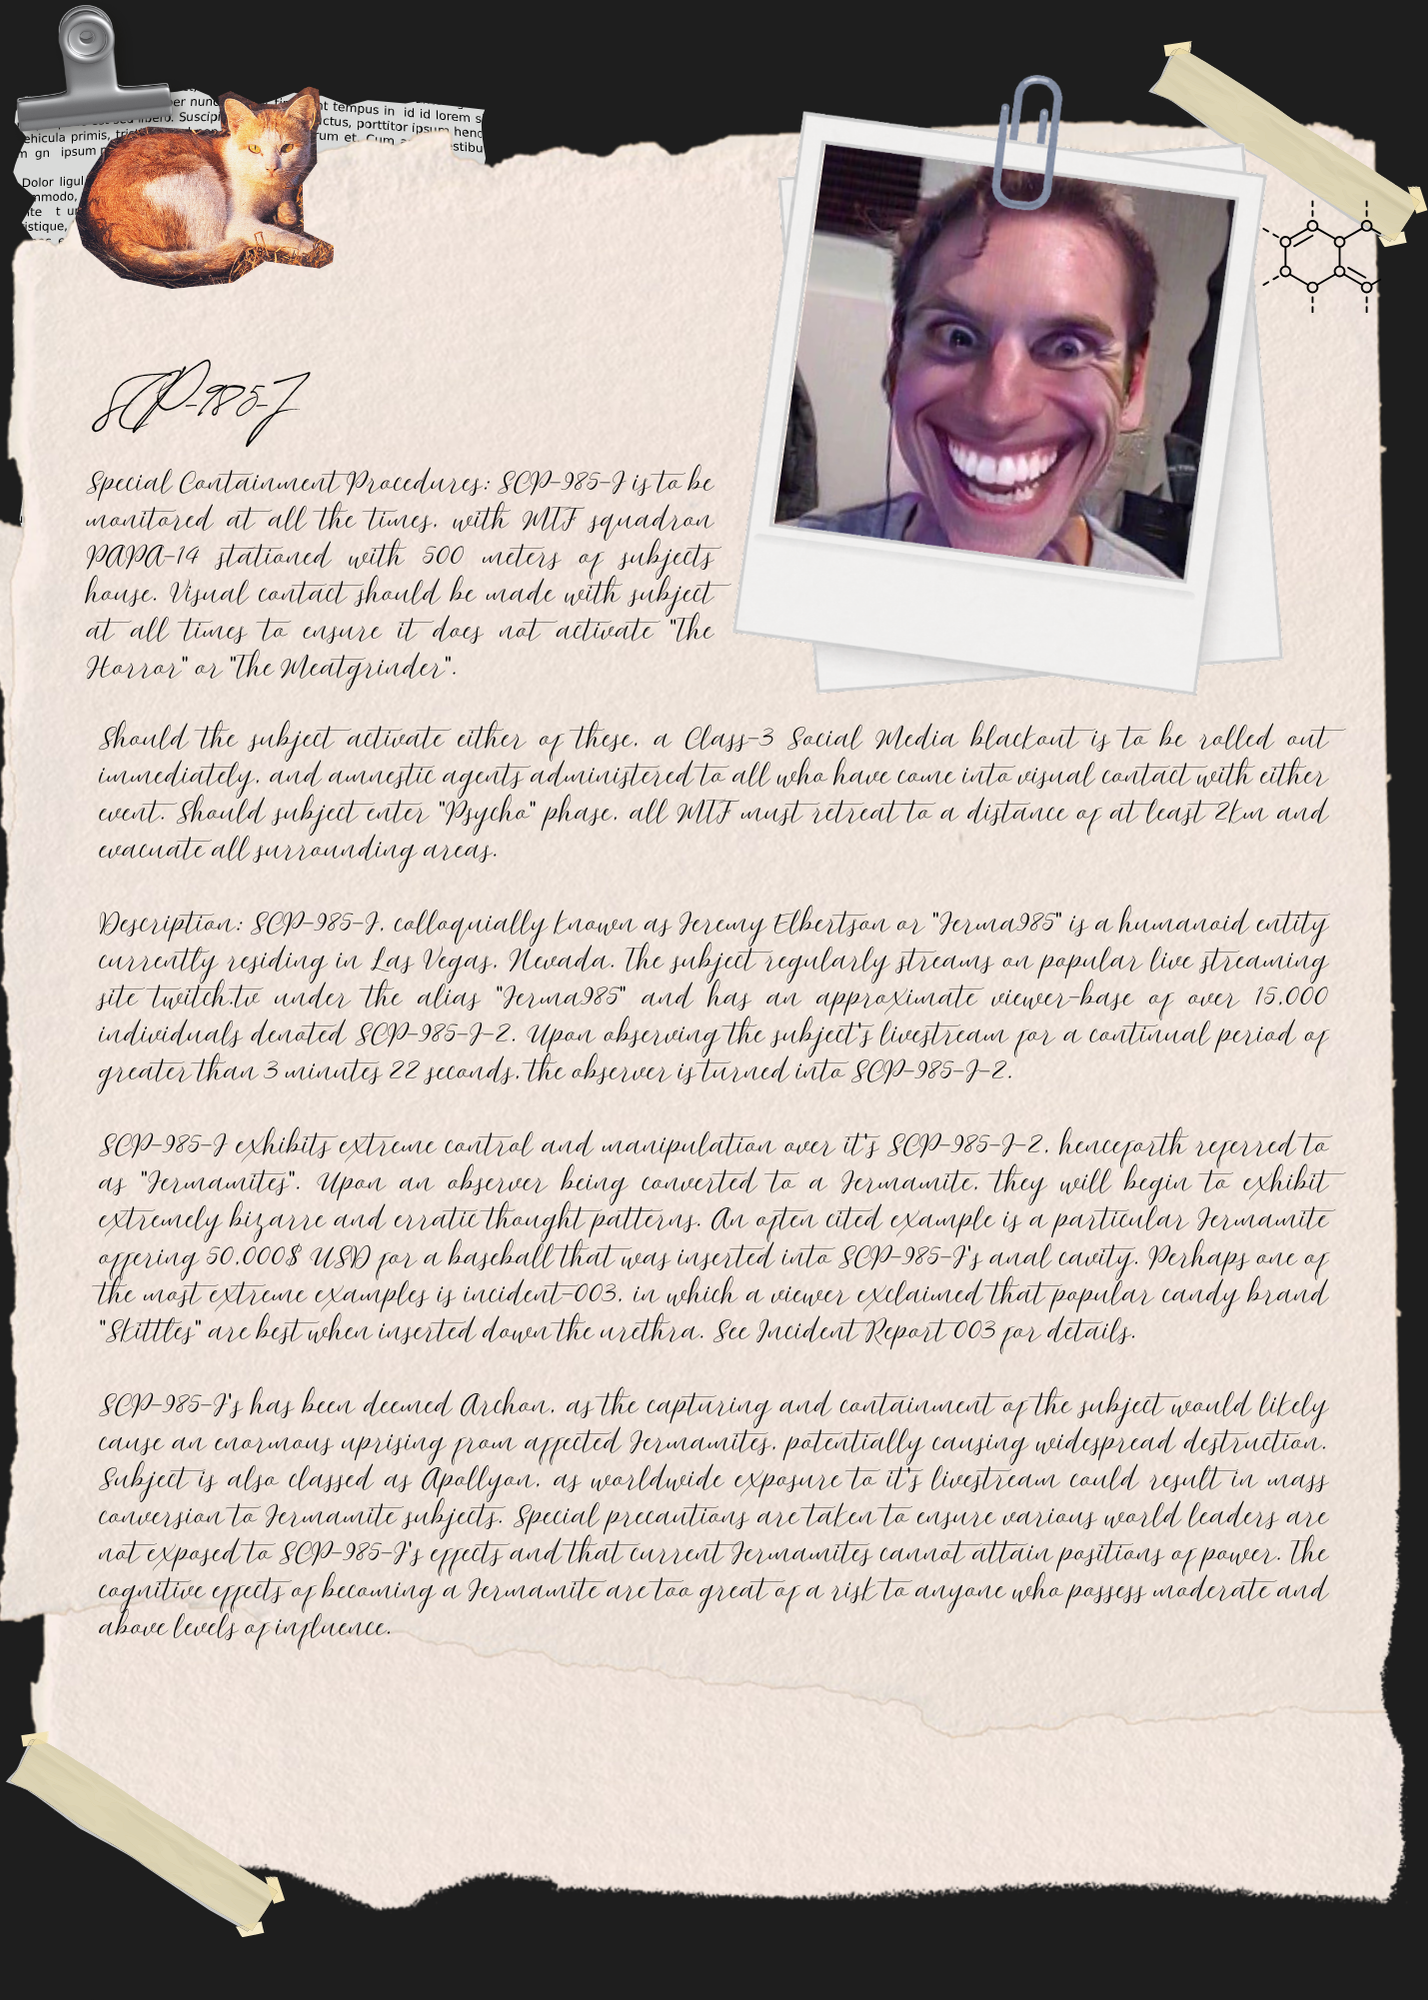 er nunc
nt tempus in id id lorem s
est sed libero. Suscipi
ctus, porttitor ipsum hend
ehicula primis, trist
rum et. Cum a
m gn ipsum p
stibu
Dolor ligul
mmodo,
te t ur
istique,
SCP-985-J
Special Containment Procedures: SCP-985-J is to be
monitored at all the times, with MTF squadron
PAPA-14 stationed with 500 meters of subjects
house. Visual contact should be made with subject
at all times to ensure it does not activate "The
Horror" or "The Meatgrinder".
Should the subject activate either of these, a Class-3 Social Media blackout is to be rolled out
immediately, and amnestic agents administered to all who have come into visual contact with either
event. Should subject enter "Psycho" phase, all MTF must retreat to a distance of at least 2km and
evacuate all surrounding areas.
Description: SCP-985-J, colloquially known as Jeremy Elbertson or "Jerma985" is a humanoid entity
currently residing in Las Vegas, Nevada. The subject regularly streams on popular live streaming
site twitch.tv under the alias "Jerma985" and has an approximate viewer-base of over 15,000
individuals denoted SCP-985-J-2. Upon observing the subject's livestream for a continual period of
greater than 3 minutes 22 seconds, the observer is turned into SCP-985-J-2.
SCP-985-J exhibits extreme control and manipulation over it's SCP-985-J-2, henceforth referred to
as "Jermamites". Upon an observer being converted to a Jermamite, they will begin to exhibit
extremely bizarre and erratic thought patterns. An often cited example is a particular Jermamite
offering 50,000$ USD for a baseball that was inserted into SCP-985-J's anal cavity. Perhaps one of
the most extreme examples is incident-003, in which a viewer exclaimed that popular candy brand
"Skittles" are best when inserted down the urethra. See Incident Report 003 for details.
SCP-985-J's has been deemed Archon, as the capturing and containment of the subject would likely
cause an enormous uprising from affected Jermamites, potentially causing widespread destruction.
Subject is also classed as Apollyon, as worldwide exposure to it's livestream could result in mass
conversion to Jermamite subjects. Special precautions are taken to ensure various world leaders are
not exposed to SCP-985-J's effects and that current Jermamites cannot attain positions of power. The
cognitive effects of becoming a Jermamite are too great of a risk to anyone who possess moderate and
above levels of influence.